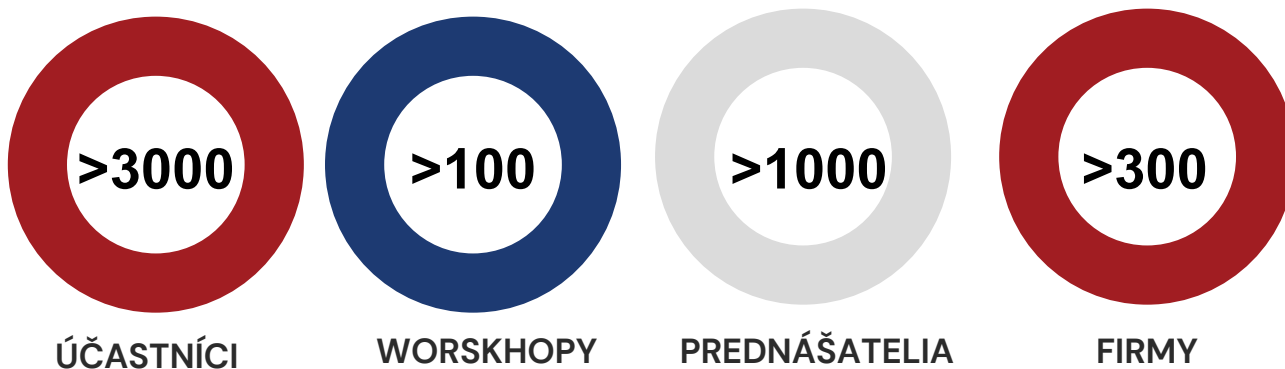 >3000
>100
>1000
>300
ÚČASTNÍCI
WORSKHOPY
PREDNÁŠATELIA
FIRMY